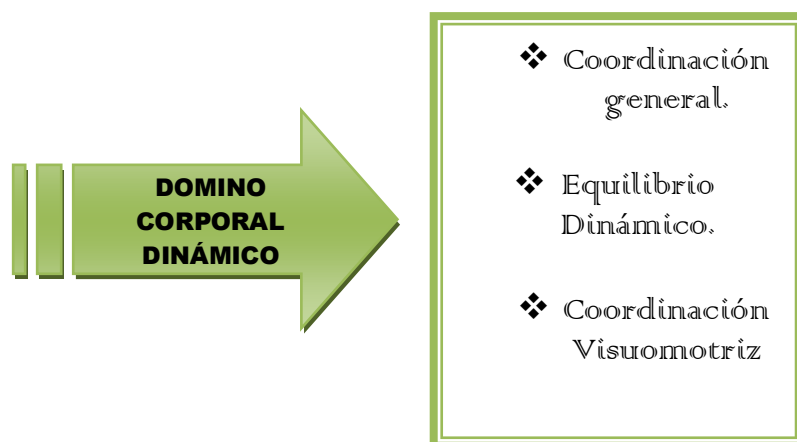 DOMINO
CORPORAL
DINÁMICO
❖ Coordinación
general.
❖ Equilibrio
Dinámico.
❖ Coordinación
Visuomotriz